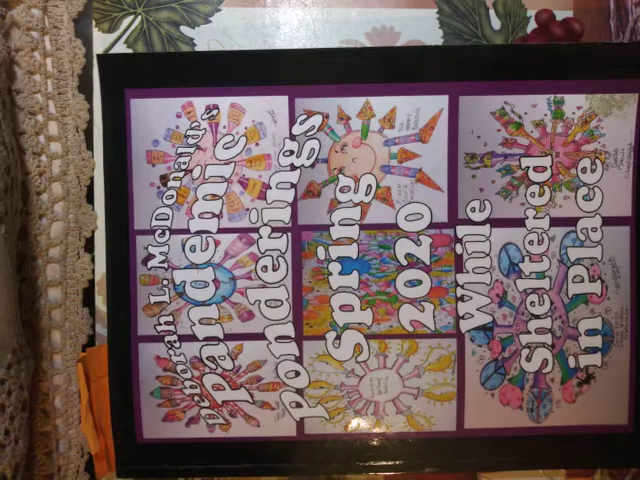 Deborah L. McDonald's
Pandemic
Ponderings
Spring
2020
While
Sheltered
in Place